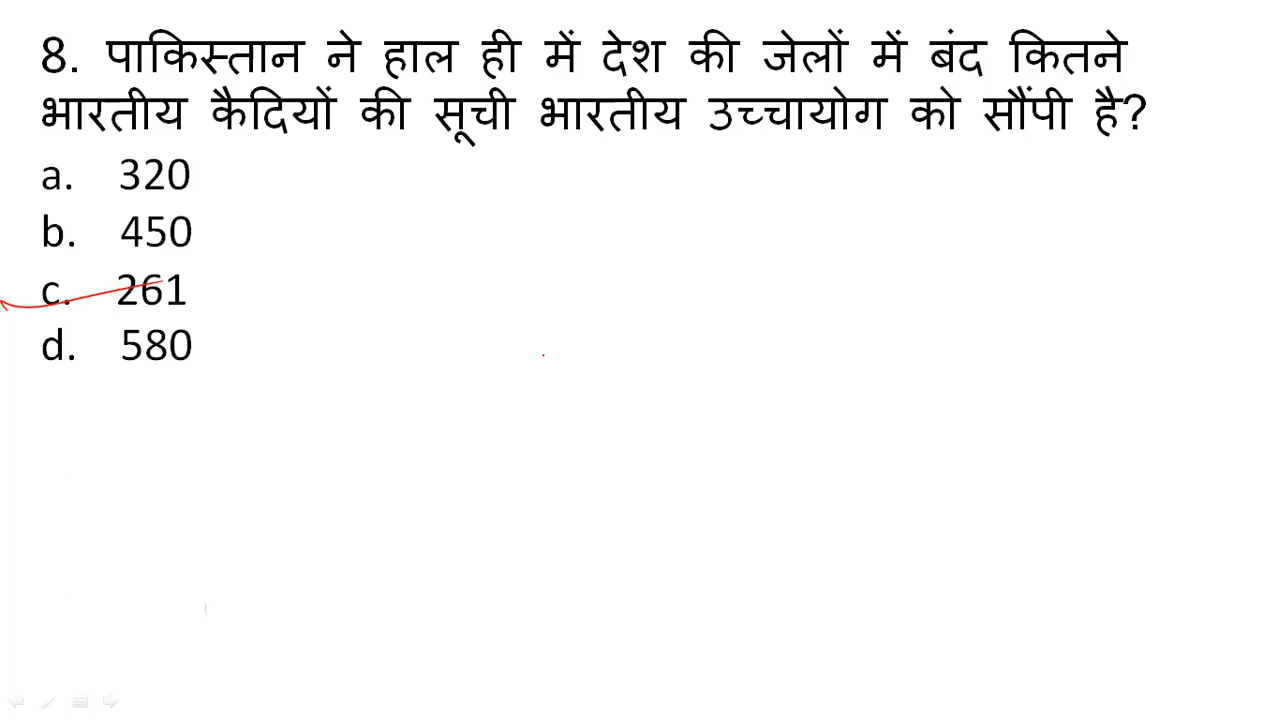 8. पाकिस्तान ने हाल ही में देश की जेलों में बंद कितने
भारतीय कैदियों की सूची भारतीय उच्चायोग को सौंपी है?
a. 320
b. 450
c. 261
d. 580